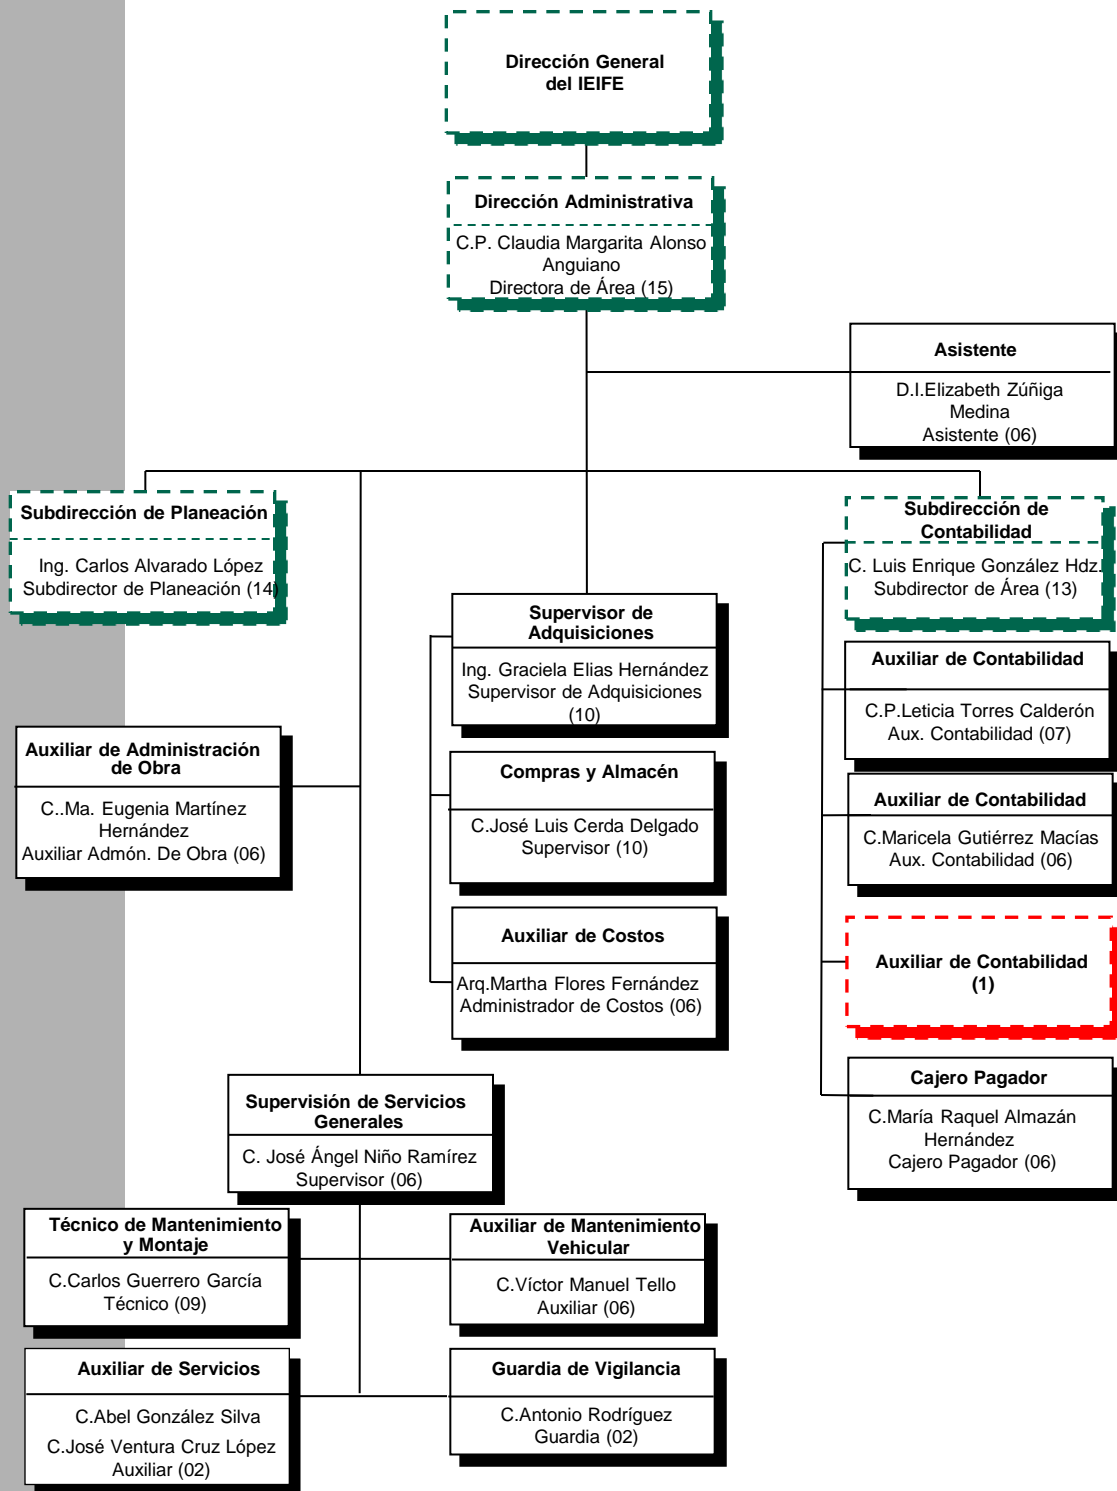 Dirección General
del IEIFE
Dirección Administrativa
C.P. Claudia Margarita Alonso
Anguiano
Directora de Área (15)
Asistente
D.I.Elizabeth Zúñiga
Medina
Asistente (06)
Subdirección de Planeación
Ing. Carlos Alvarado López
Subdirector de Planeación (14)
Subdirección de
Contabilidad
C. Luis Enrique González Hdz.
Subdirector de Área (13)
Supervisor de
Adquisiciones
Ing. Graciela Elias Hernández
Supervisor de Adquisiciones
(10)
Auxiliar de Contabilidad
C.P.Leticia Torres Calderón
Aux. Contabilidad (07)
Auxiliar de Administración
de Obra
C..Ma. Eugenia Martínez
Hernández
Auxiliar Admón. De Obra (06)
Compras y Almacén
C.José Luis Cerda Delgado
Supervisor (10)
Auxiliar de Contabilidad
C.Maricela Gutiérrez Macías
Aux. Contabilidad (06)
Auxiliar de Costos
Arq.Martha Flores Fernández
Administrador de Costos (06)
Auxiliar de Contabilidad
(1)
Cajero Pagador
C.María Raquel Almazán
Hernández
Cajero Pagador (06)
Supervisión de Servicios
Generales
C. José Ángel Niño Ramírez
Supervisor (06)
Técnico de Mantenimiento
y Montaje
C.Carlos Guerrero García
Técnico (09)
Auxiliar de Mantenimiento
Vehicular
C.Víctor Manuel Tello
Auxiliar (06)
Auxiliar de Servicios
C.Abel González Silva
C.José Ventura Cruz López
Auxiliar (02)
Guardia de Vigilancia
C.Antonio Rodríguez
Guardia (02)